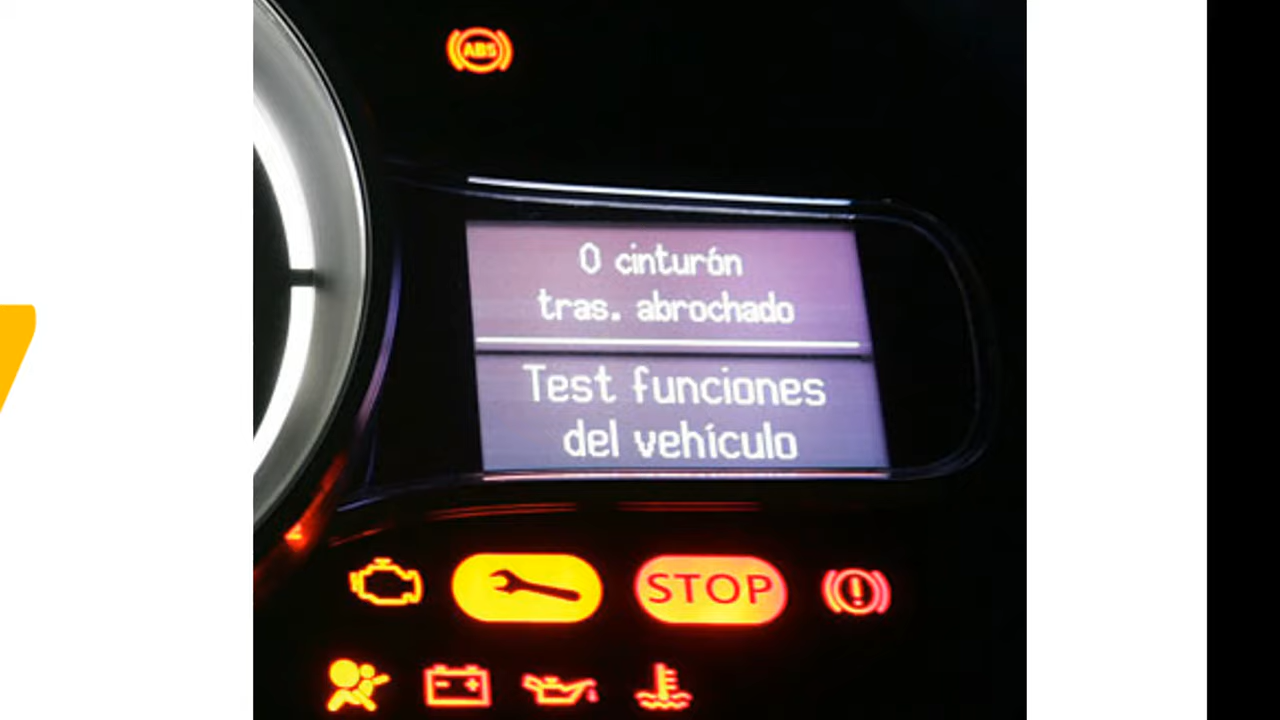 ABS
0 cinturón
tras. abrochado
Test funciones
del vehículo
STOP